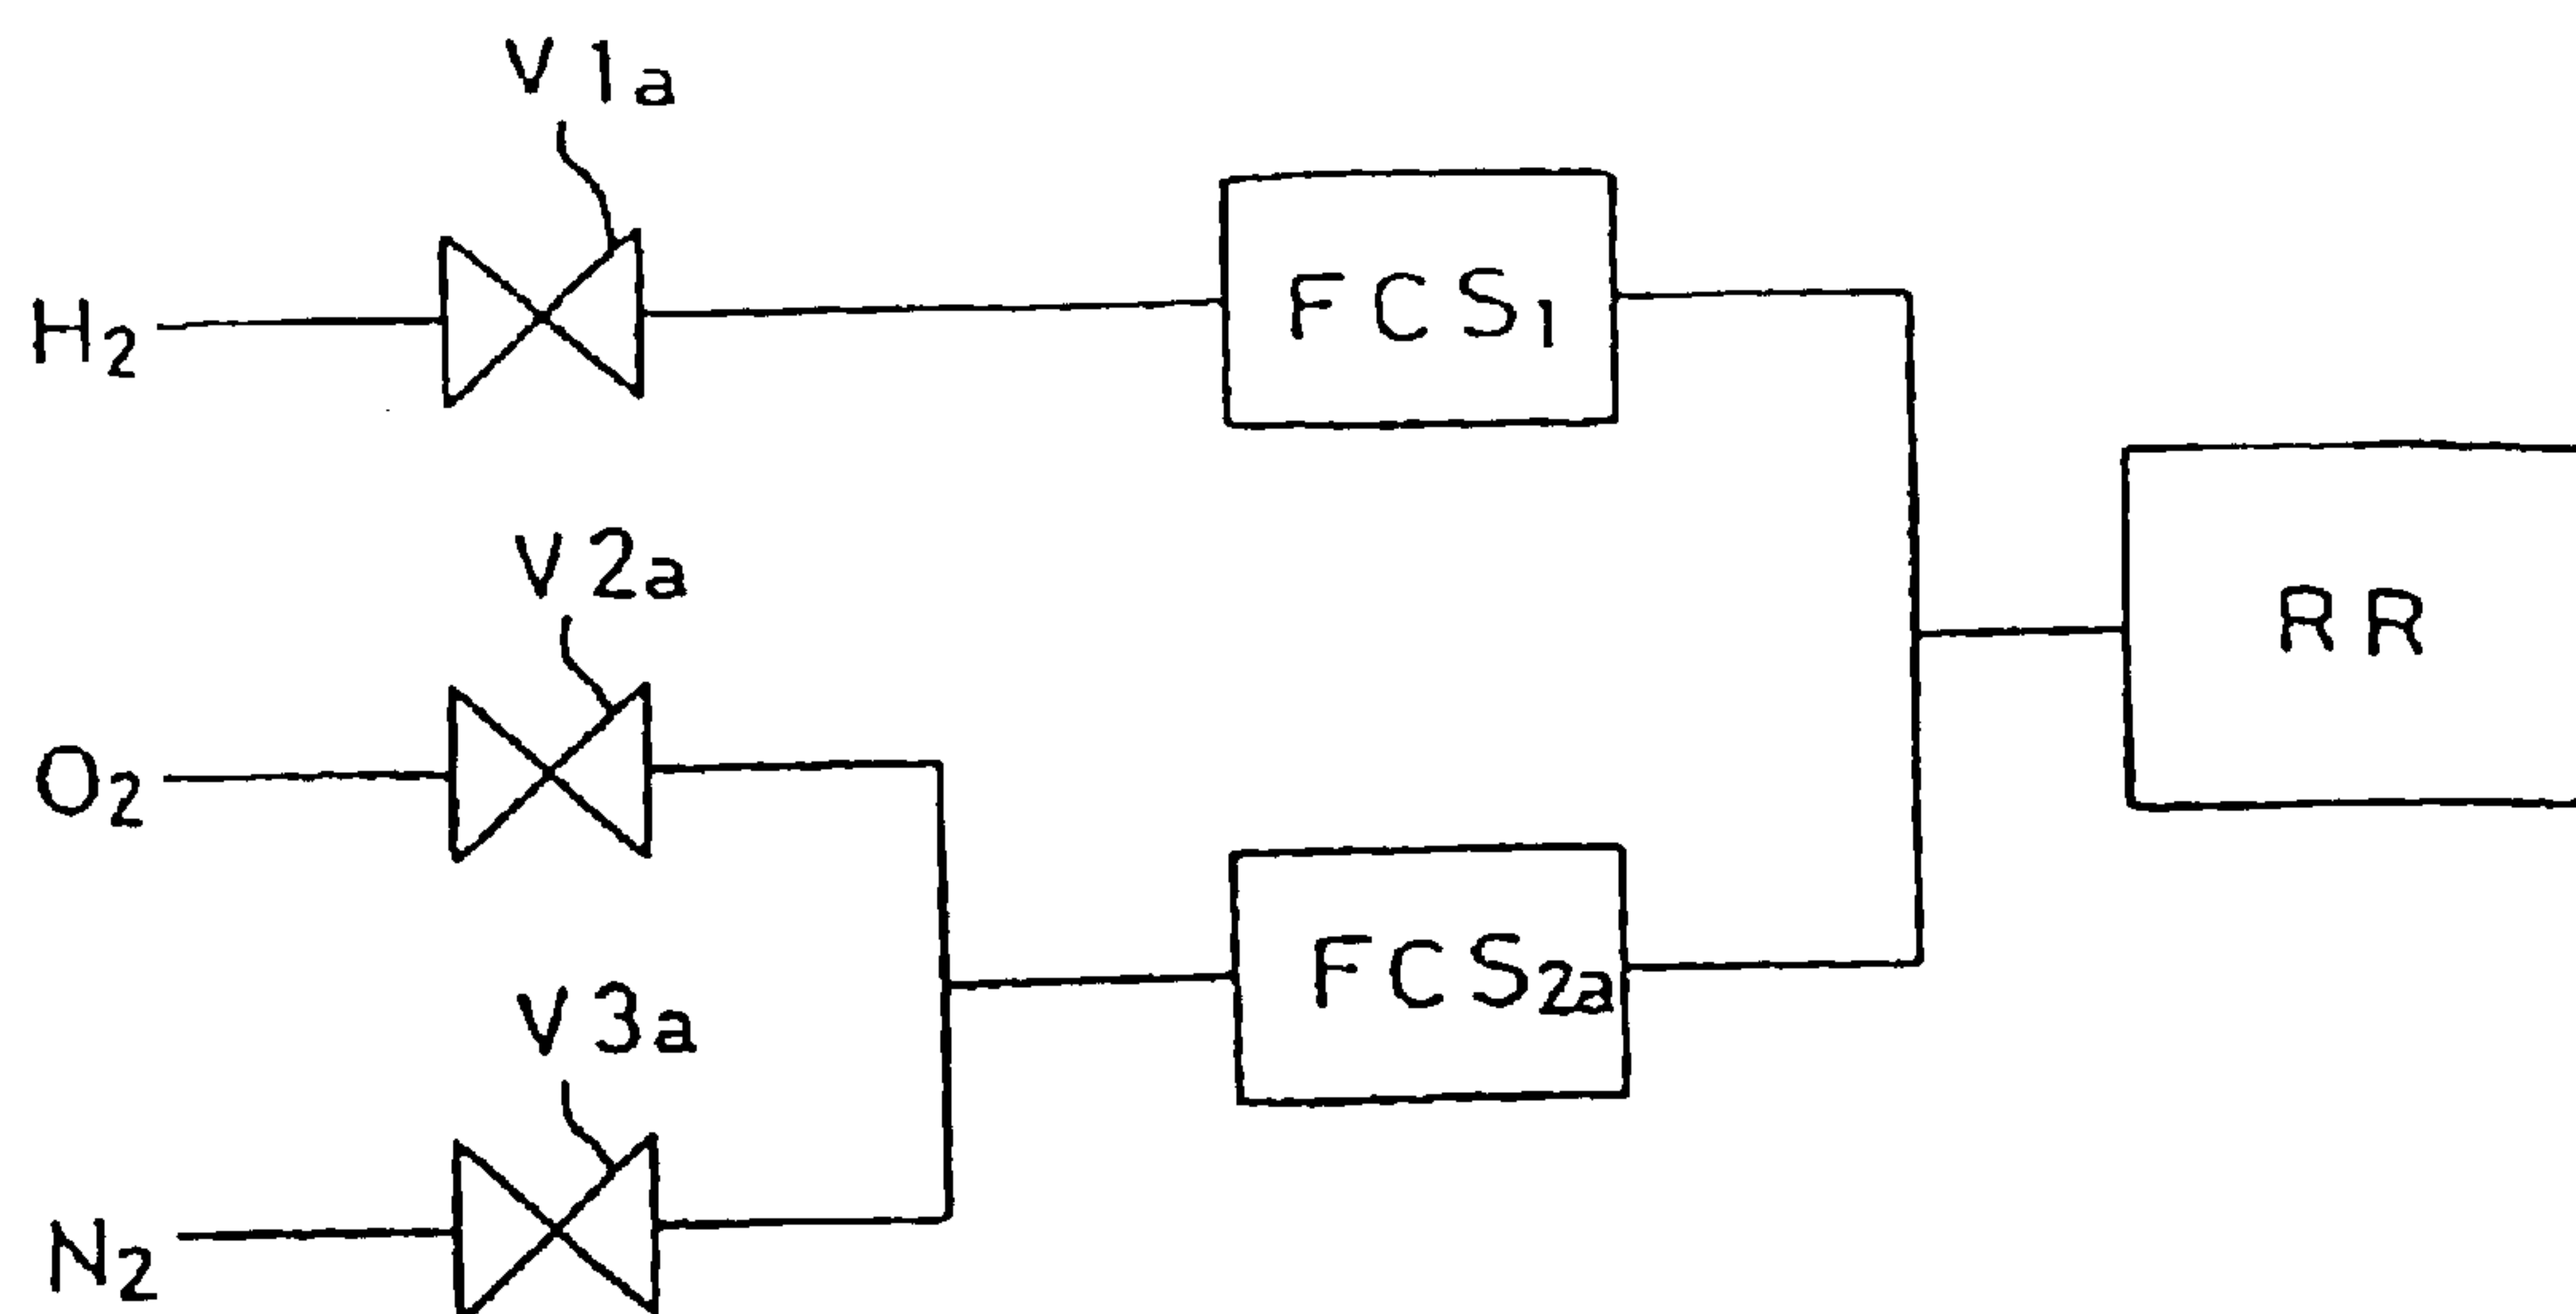 V1a
H₂
FCS₁
V2a
O₂
RR
V3a
FCS₂ₐ
N₂